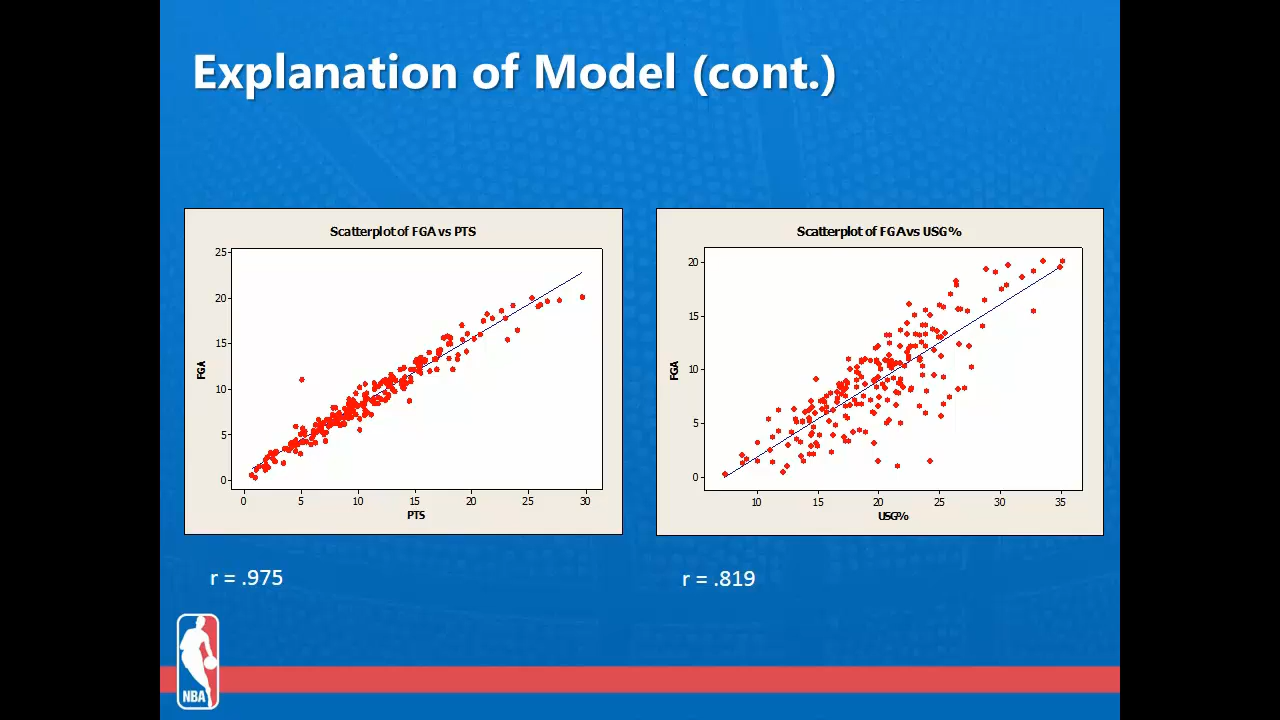 Explanation of Model (cont.)
Scatterplot of FGA vs PTS
25
20
15
10
5
0
FGA
0 5 10 15 20 25 30
PTS
r = .975
Scatterplot of FGA vs USG%
20
15
10
5
0
FGA
10 15 20 25 30 35
USG%
r = .819
NBA